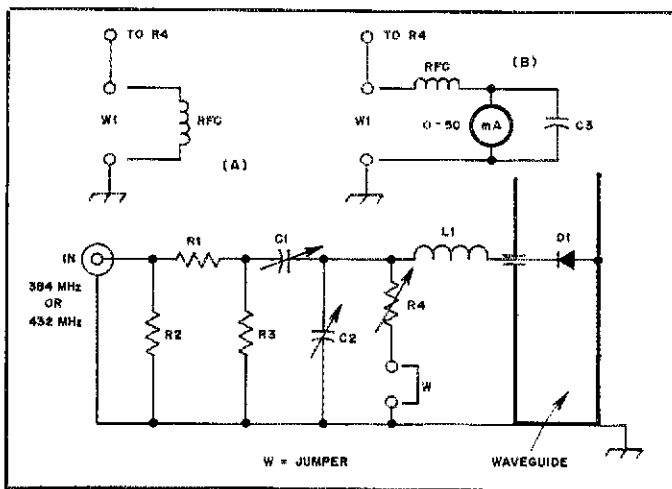 TO R4
W1
RFC
(A)
TO R4
RFC
(B)
W1
0-50
mA
C3
IN
384 MHz
OR
432 MHz
R1
C1
L1
D1
R2
R3
C2
R4
W
W = JUMPER
WAVEGUIDE